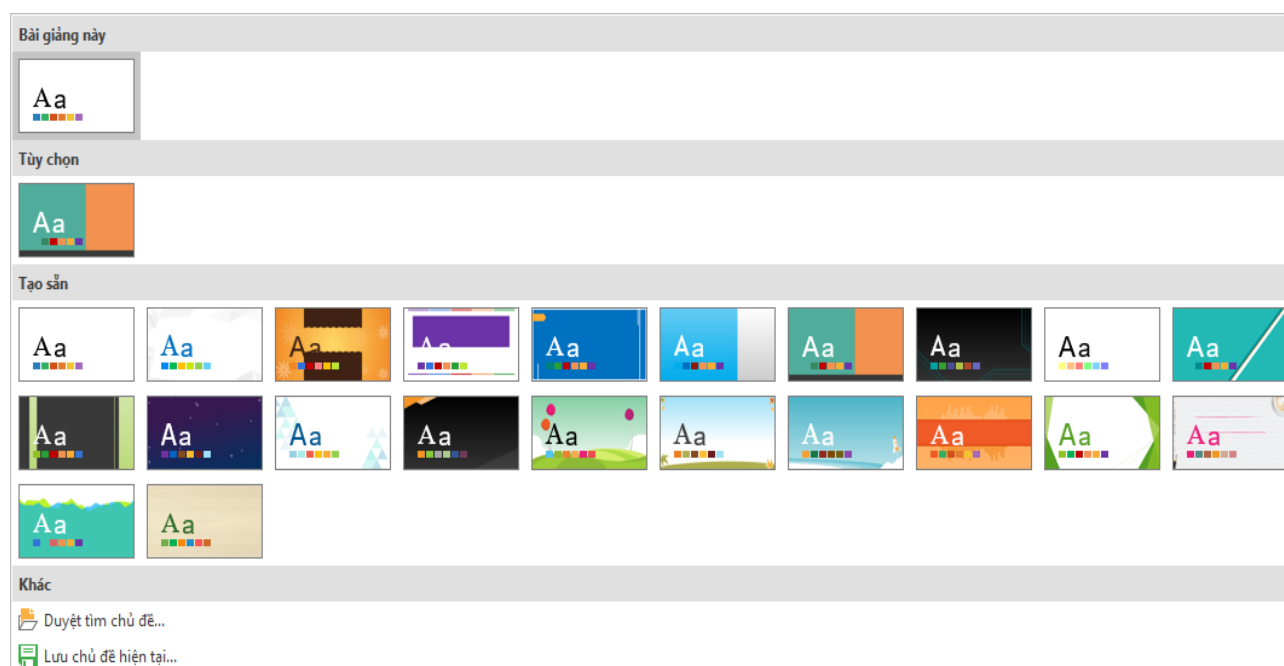 Bài giảng này
Aa
Tùy chọn
Aa
Tạo sẵn
Aa Aa Aa Aa Aa Aa Aa Aa Aa Aa
Aa Aa Aa Aa Aa Aa Aa Aa Aa Aa
Aa Aa
Khác
Duyệt tìm chủ đề...
Lưu chủ đề hiện tại...